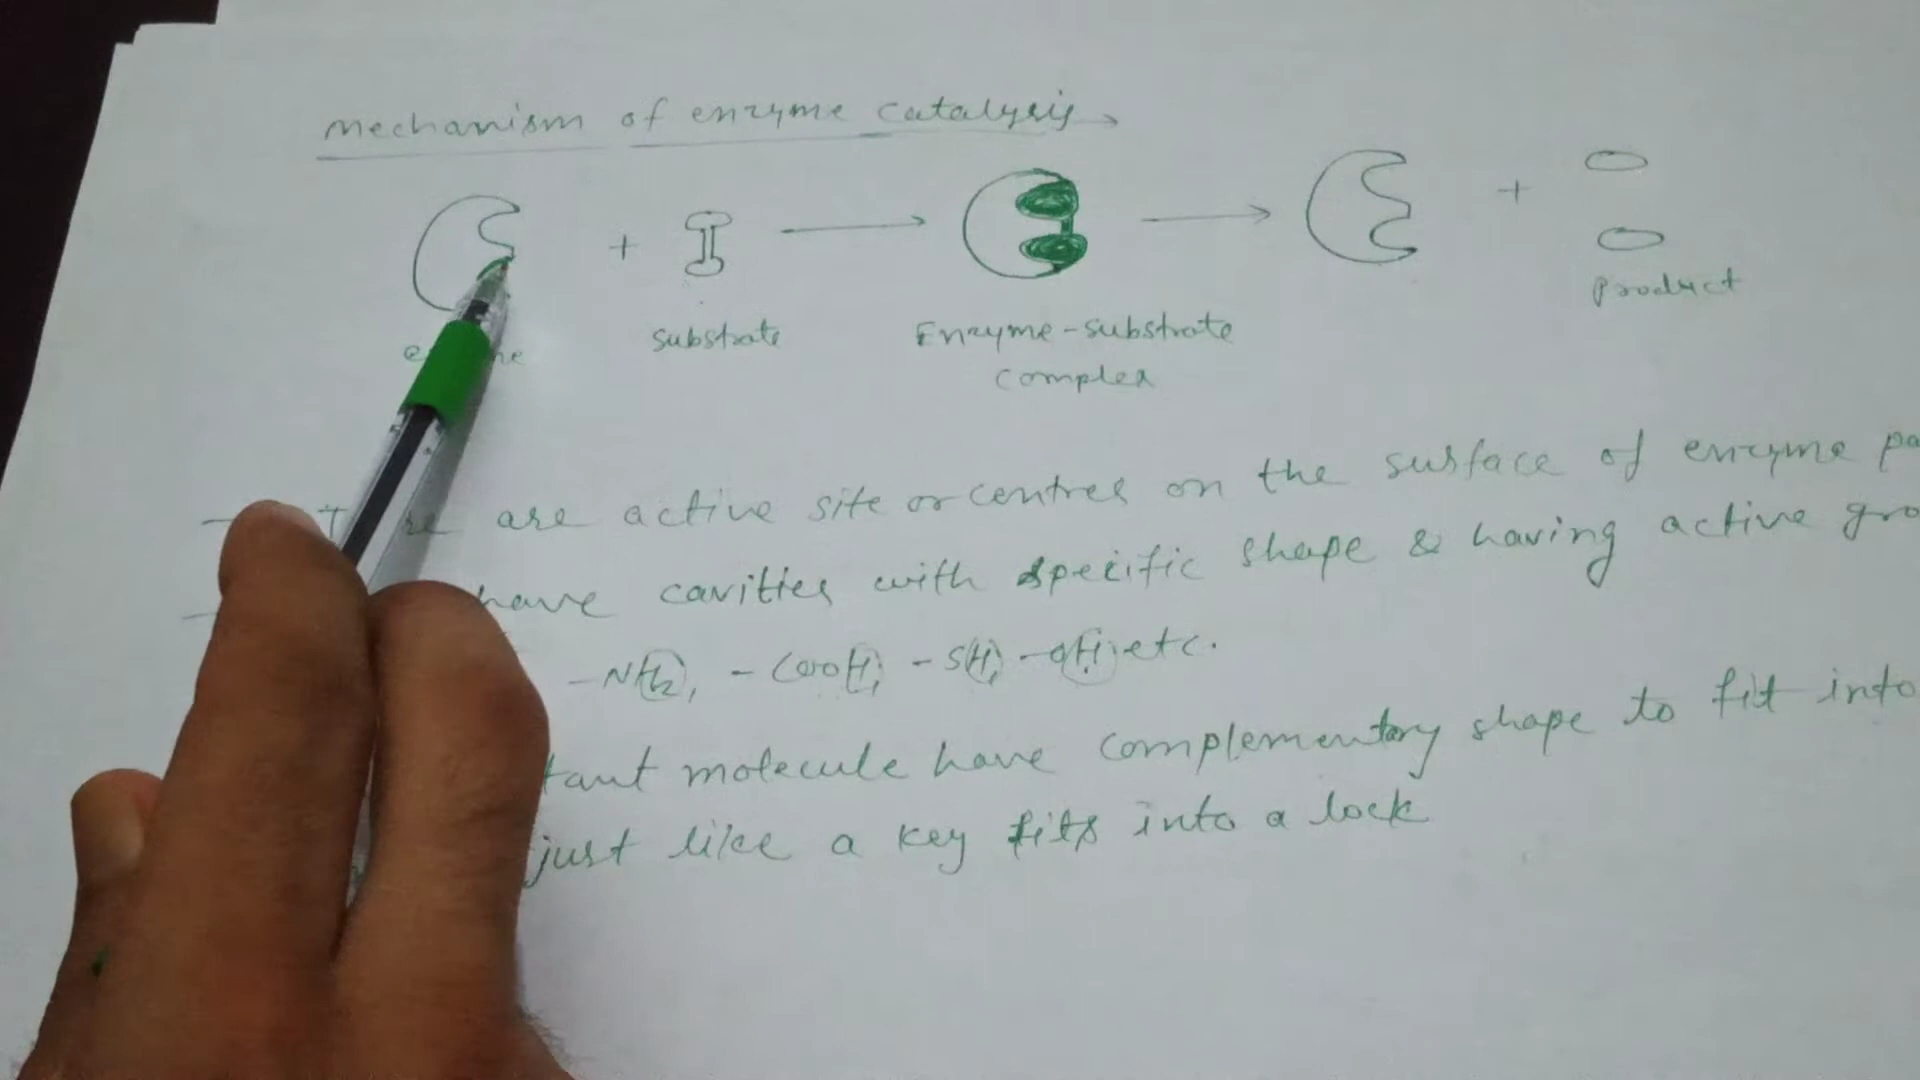 mechanism of enzyme catalysis
+ +
product
substrate Enzyme-substrate
complex
are active site or centres on the surface of enzyme
have cavities with specific shape & having active
-NH2, -COOH, -SH, -OH, etc.
molecule have complementary shape to fit into
just like a key fits into a lock